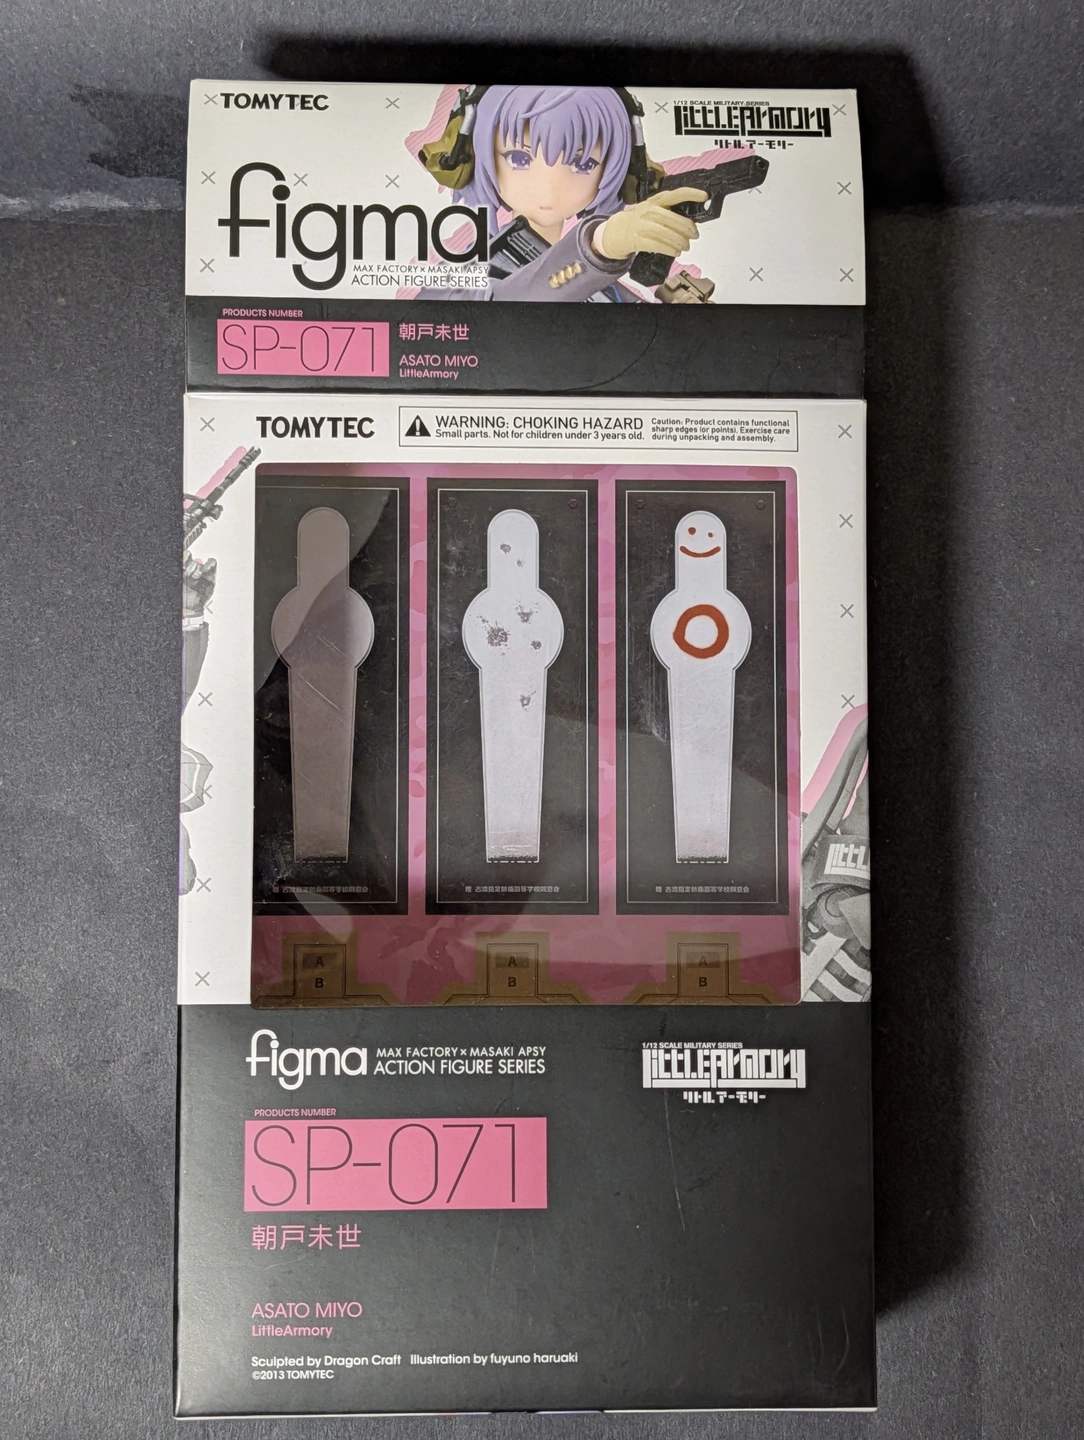 TOMYTEC
1/12 SCALE MILITARY SERIES
LittlEArmory
リトルアーモリー
figma
MAX FACTORY × MASAKI APSY
ACTION FIGURE SERIES
PRODUCTS NUMBER
SP-071
朝戸未世
ASATO MIYO
LittleArmory
TOMYTEC
WARNING: CHOKING HAZARD
Small parts. Not for children under 3 years old.
Caution: Product contains functional
sharp edges (or points). Exercise care
during unpacking and assembly.
A
B
A
B
A
B
figma
MAX FACTORY × MASAKI APSY
ACTION FIGURE SERIES
1/12 SCALE MILITARY SERIES
LittlEArmory
リトルアーモリー
PRODUCTS NUMBER
SP-071
朝戸未世
ASATO MIYO
LittleArmory
Sculpted by Dragon Craft Illustration by fuyuno haruaki
©2013 TOMYTEC